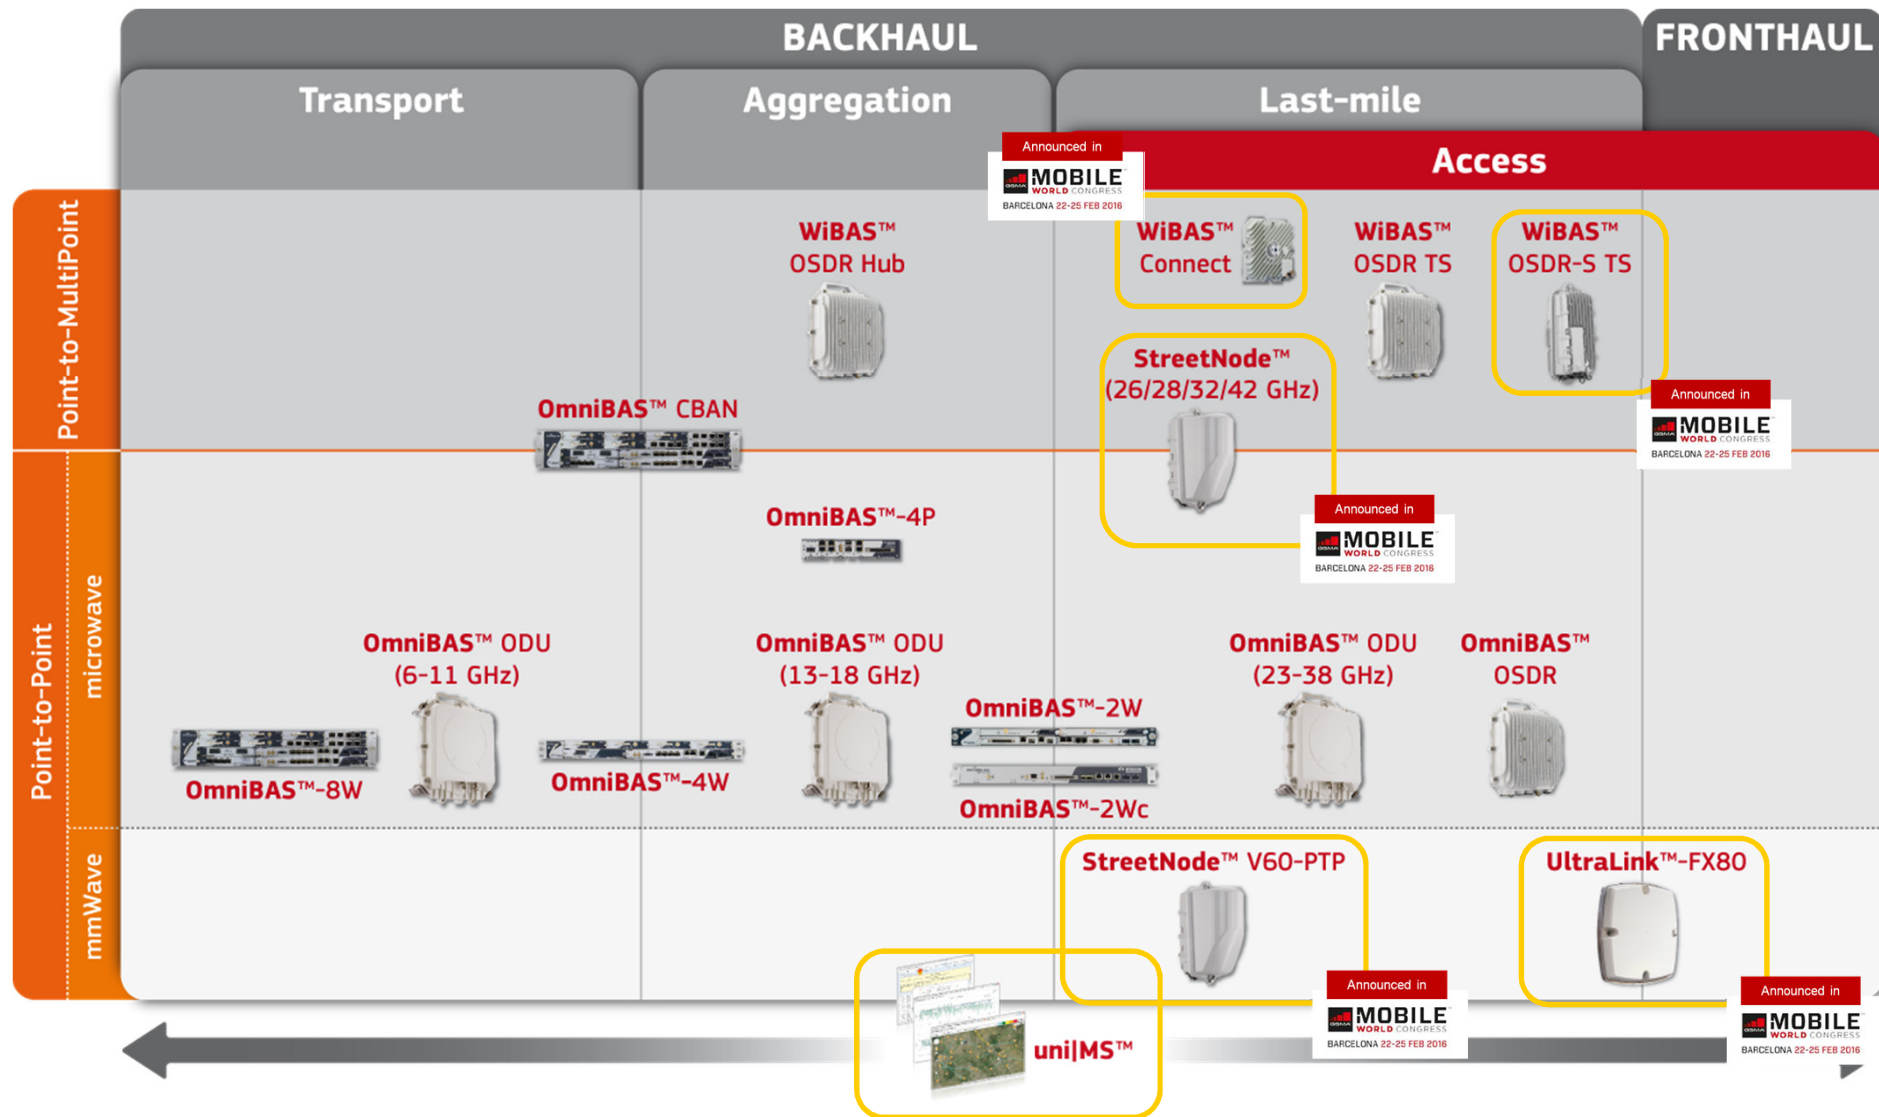 BACKHAUL
FRONTHAUL
Transport
Aggregation
Last-mile
Access
Announced in
GSMA
MOBILE
WORLD CONGRESS
BARCELONA 22-25 FEB 2016
Point-to-MultiPoint
WiBAS™
OSDR Hub
WiBAS™
Connect
WiBAS™
OSDR TS
WiBAS™
OSDR-S TS
StreetNode™
(26/28/32/42 GHz)
Announced in
GSMA
MOBILE
WORLD CONGRESS
BARCELONA 22-25 FEB 2016
OmniBAS™ CBAN
Point-to-Point
microwave
OmniBAS™-4P
Announced in
GSMA
MOBILE
WORLD CONGRESS
BARCELONA 22-25 FEB 2016
OmniBAS™ ODU
(6-11 GHz)
OmniBAS™ ODU
(13-18 GHz)
OmniBAS™ ODU
(23-38 GHz)
OmniBAS™
OSDR
OmniBAS™-2W
OmniBAS™-8W
OmniBAS™-4W
OmniBAS™-2Wc
mmWave
StreetNode™ V60-PTP
UltraLink™-FX80
Announced in
GSMA
MOBILE
WORLD CONGRESS
BARCELONA 22-25 FEB 2016
Announced in
GSMA
MOBILE
WORLD CONGRESS
BARCELONA 22-25 FEB 2016
uni|MS™